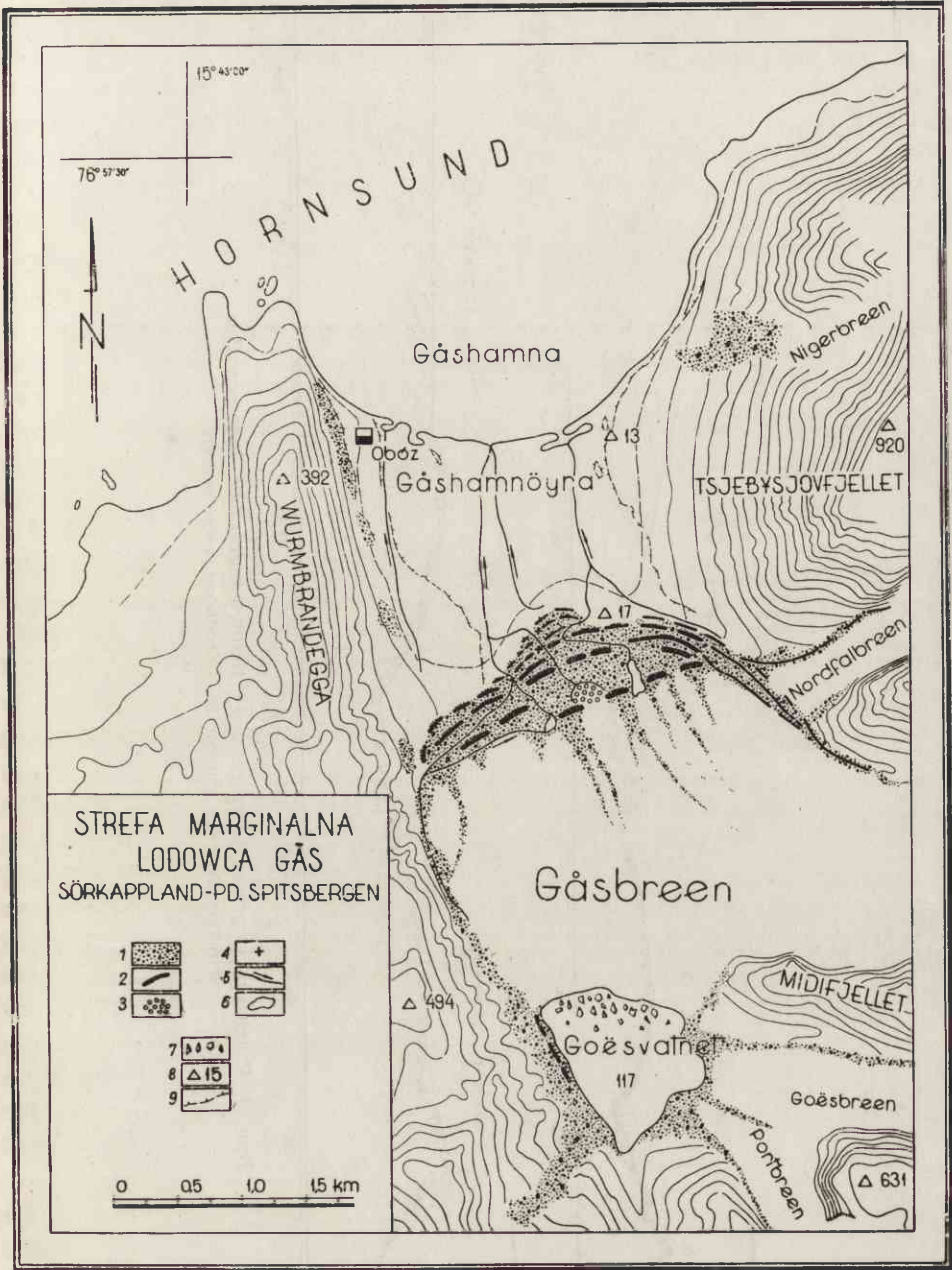 15° 43'00"
76° 57'30"
HORNSUND
N
Gåshamna
Nigerbreen
13
920
Obóz
392
Gåshamnöyra
TSJEBYSJOVFJELLET
WURMBRANDEGGA
17
Nordfalbreen
STREFA MARGINALNA
LODOWCA GÅS
SÖRKAPPLAND-PD. SPITSBERGEN
1
2
3
4
5
6
7
8 15
9
0 0,5 1,0 1,5 km
Gåsbreen
494
MIDIFJELLET
Goësvatnet
117
Goësbreen
Portbreen
631